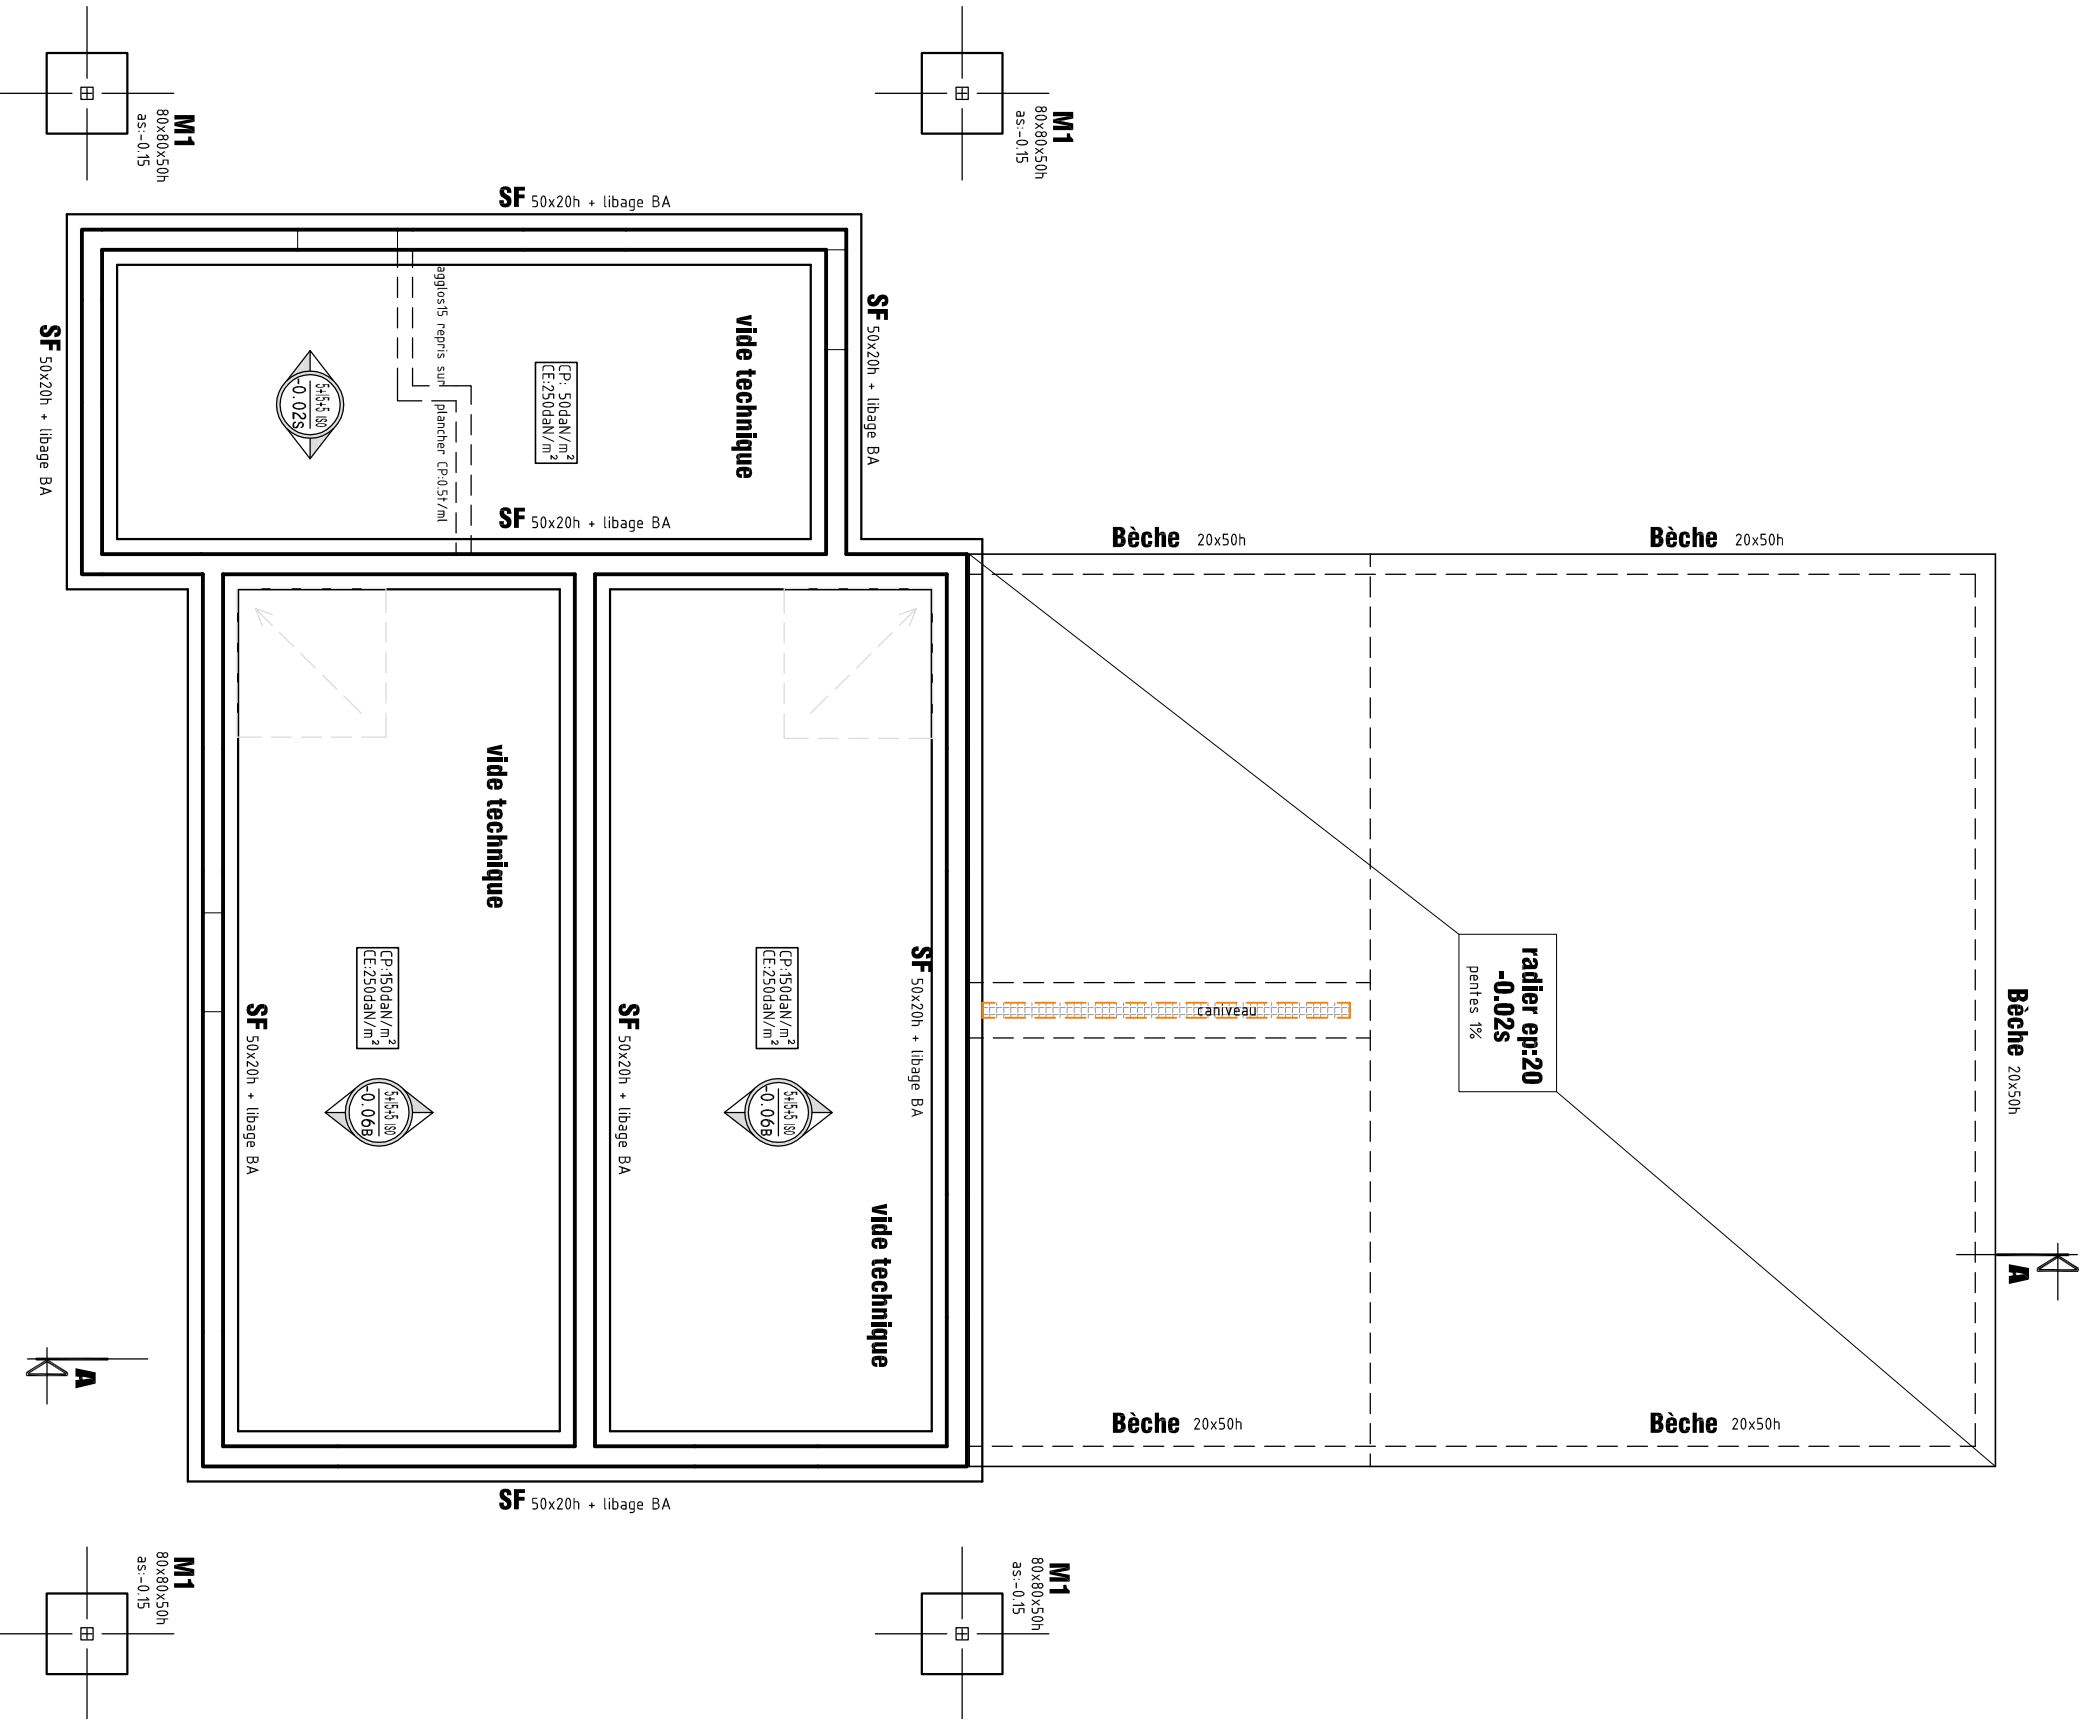 M1
80x80x50h
as:-0.15
M1
80x80x50h
as:-0.15
SF 50x20h + libage BA
SF 50x20h + libage BA
SF 50x20h + libage BA
agglos15 repris sur plancher CP:0.5t/ml
vide technique
CP: 50daN/m²
CE:250daN/m²
5+15+5 ISO
-0.02s
SF 50x20h + libage BA
Bèche 20x50h
Bèche 20x50h
vide technique
CP:150daN/m²
CE:250daN/m²
5+15+5 ISO
-0.06B
SF 50x20h + libage BA
SF 50x20h + libage BA
CP:150daN/m²
CE:250daN/m²
5+15+5 ISO
-0.06B
SF 50x20h + libage BA
vide technique
caniveau
radier ep:20
-0.02s
pentes 1%
Bèche 20x50h
A
A
Bèche 20x50h
Bèche 20x50h
SF 50x20h + libage BA
M1
80x80x50h
as:-0.15
M1
80x80x50h
as:-0.15